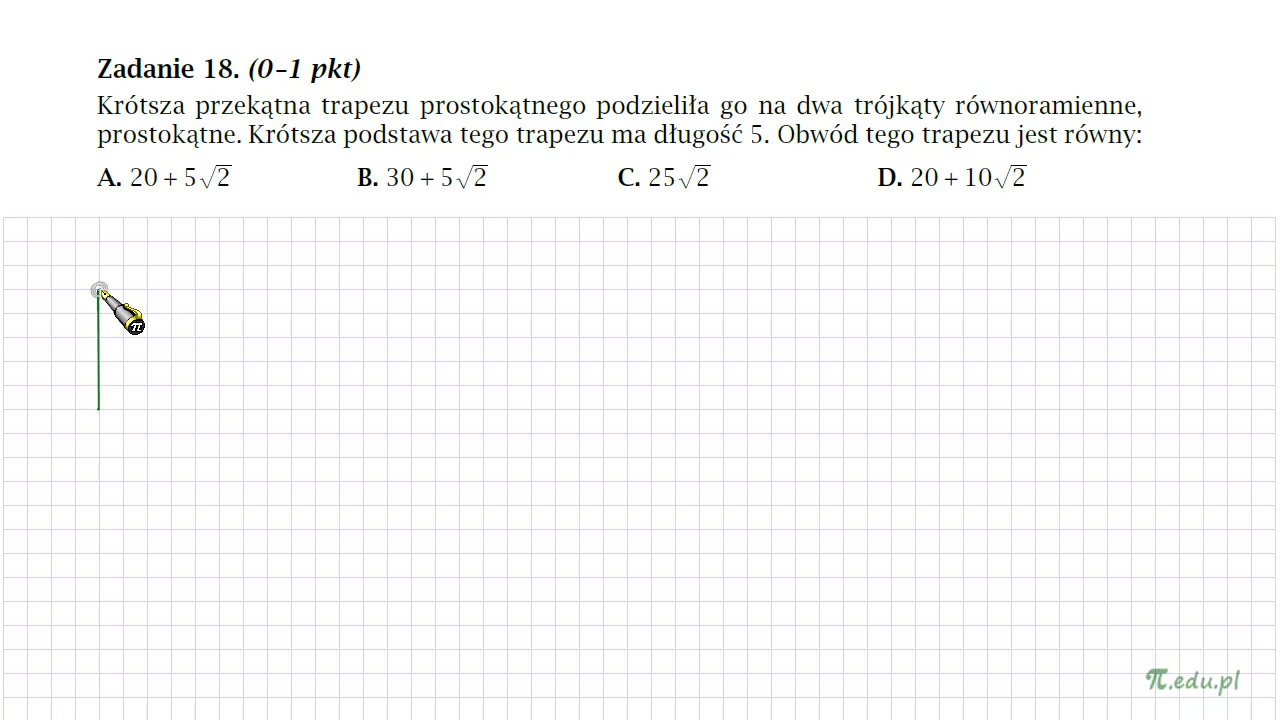 Zadanie 18. (0–1 pkt)
Krótsza przekątna trapezu prostokątnego podzieliła go na dwa trójkąty równoramienne,
prostokątne. Krótsza podstawa tego trapezu ma długość 5. Obwód tego trapezu jest równy:
A. 20 + 5√2 B. 30 + 5√2 C. 25√2 D. 20 + 10√2
π
π.edu.pl